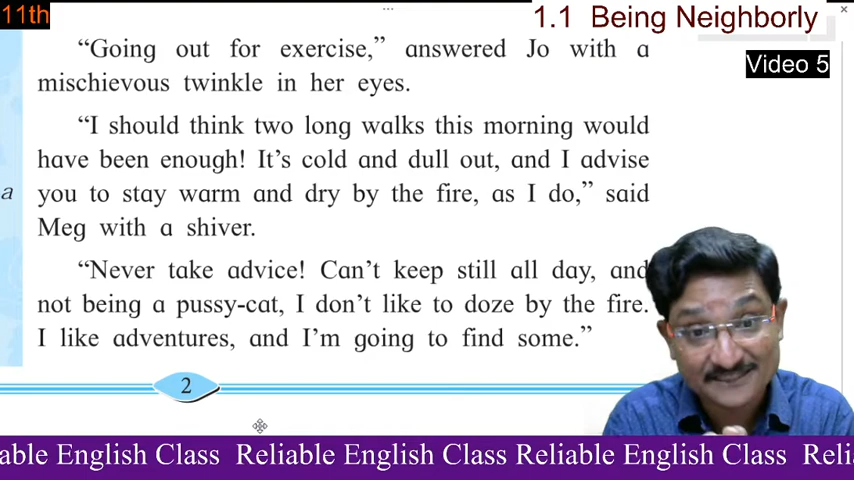 11th
1.1 Being Neighborly
Video 5
“Going out for exercise,” answered Jo with a
mischievous twinkle in her eyes.
“I should think two long walks this morning would
have been enough! It’s cold and dull out, and I advise
you to stay warm and dry by the fire, as I do,” said
Meg with a shiver.
“Never take advice! Can’t keep still all day, and
not being a pussy-cat, I don’t like to doze by the fire.
I like adventures, and I’m going to find some.”
a
2
able English Class Reliable English Class Reliable English Class Reli